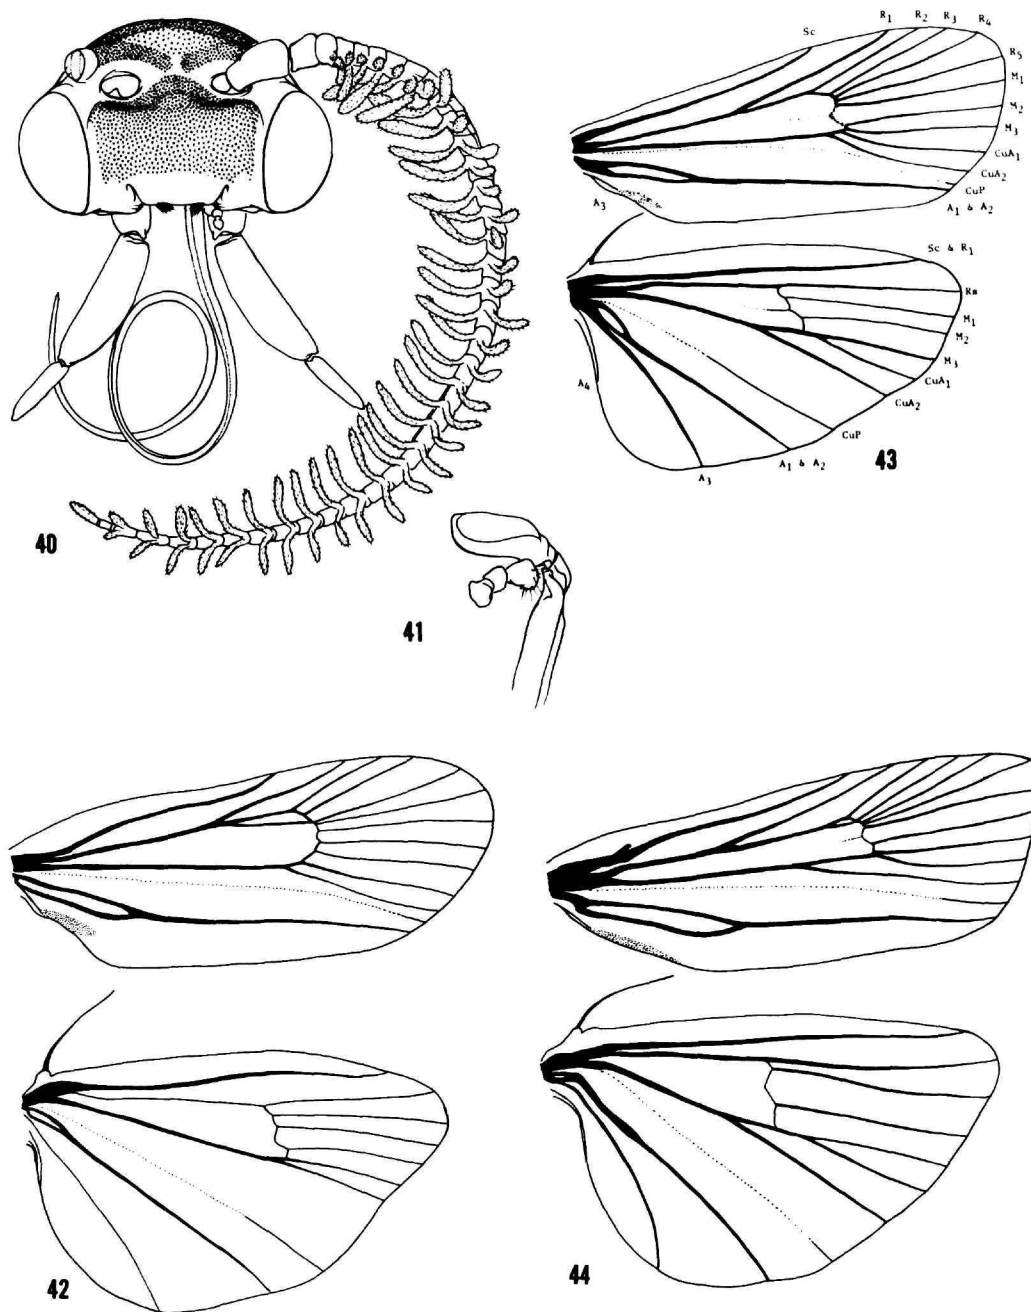 Sc
R1
R2
R3
R4
R5
M1
M2
M3
CuA1
CuA2
CuP
A1 & A2
A3
Sc & R1
Rs
M1
M2
M3
CuA1
CuA2
CuP
A1 & A2
A3
A4
43
40
41
42
44